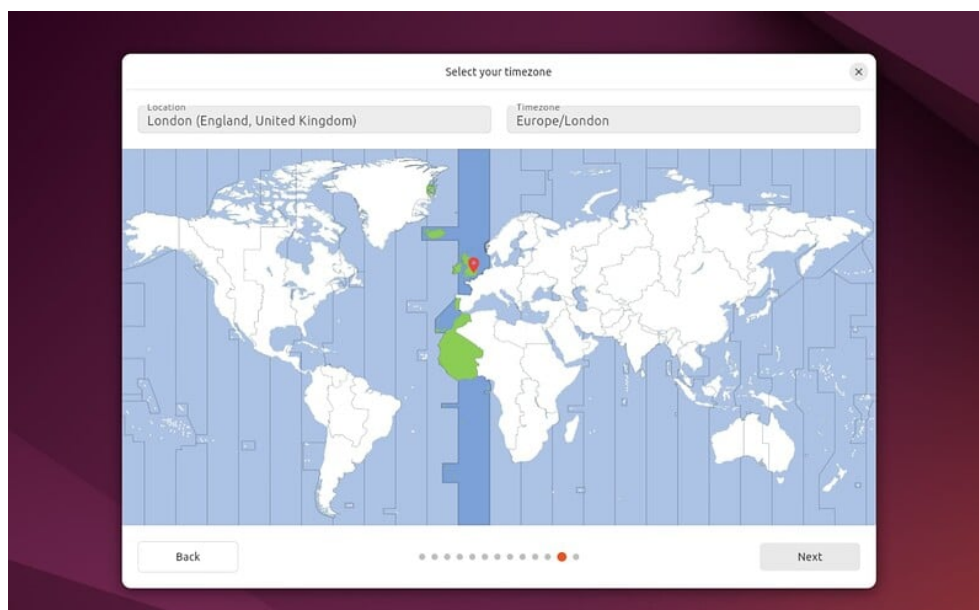 Select your timezone
Location
London (England, United Kingdom)
Timezone
Europe/London
Back
Next